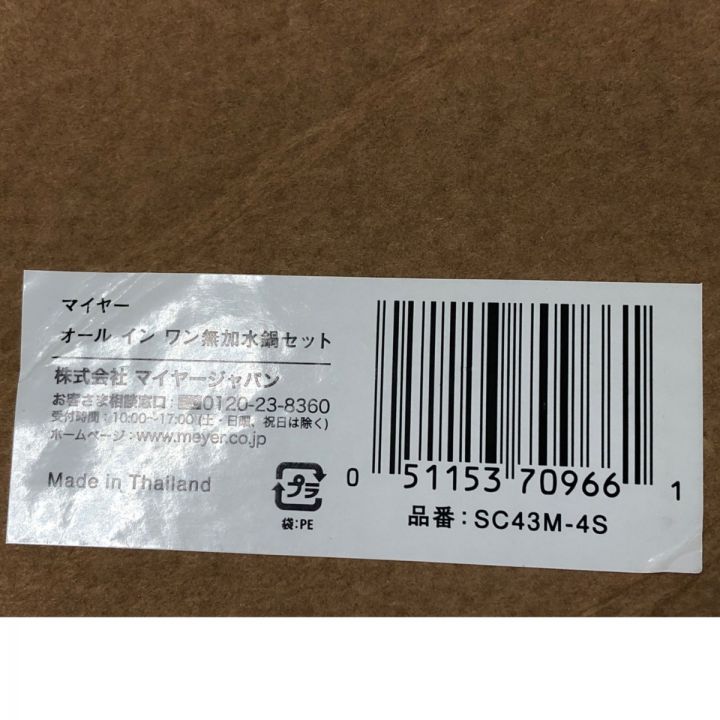 マイヤー
オール イン ワン無加水鍋セット
株式会社 マイヤージャパン
お客さま相談窓口:0120-23-8360
受付時間:10:00～17:00(土・日曜、祝日は除く)
ホームページ:www.meyer.co.jp
Made in Thailand
プラ
袋:PE
0 51153 70966 1
品番:SC43M-4S